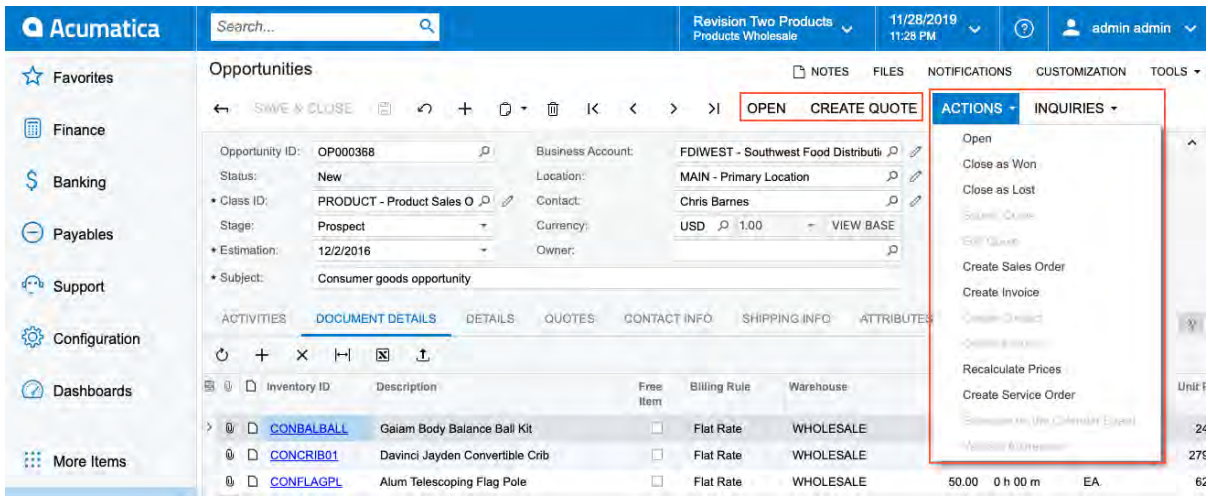 Acumatica
Search...
Revision Two Products
Products Wholesale
11/28/2019
11:28 PM
admin admin
Favorites
Finance
Banking
Payables
Support
Configuration
Dashboards
More Items
Opportunities
NOTES FILES NOTIFICATIONS CUSTOMIZATION TOOLS
SAVE & CLOSE OPEN CREATE QUOTE ACTIONS INQUIRIES
Opportunity ID: OP000368 Business Account: FDIWEST - Southwest Food Distributi
Status: New Location: MAIN - Primary Location
Class ID: PRODUCT - Product Sales O Contact: Chris Barnes
Stage: Prospect Currency: USD 1.00 VIEW BASE
Estimation: 12/2/2016 Owner:
Subject: Consumer goods opportunity
Open
Close as Won
Close as Lost
Create Sales Order
Create Invoice
Recalculate Prices
Create Service Order
ACTIVITIES DOCUMENT DETAILS DETAILS QUOTES CONTACT INFO SHIPPING INFO ATTRIBUTES
Inventory ID Description Free Item Billing Rule Warehouse Unit
CONBALBALL Gaiam Body Balance Ball Kit Flat Rate WHOLESALE 24
CONCRIB01 Davinci Jayden Convertible Crib Flat Rate WHOLESALE 279
CONFLAGPL Alum Telescoping Flag Pole Flat Rate WHOLESALE 50.00 0 h 00 m EA 62